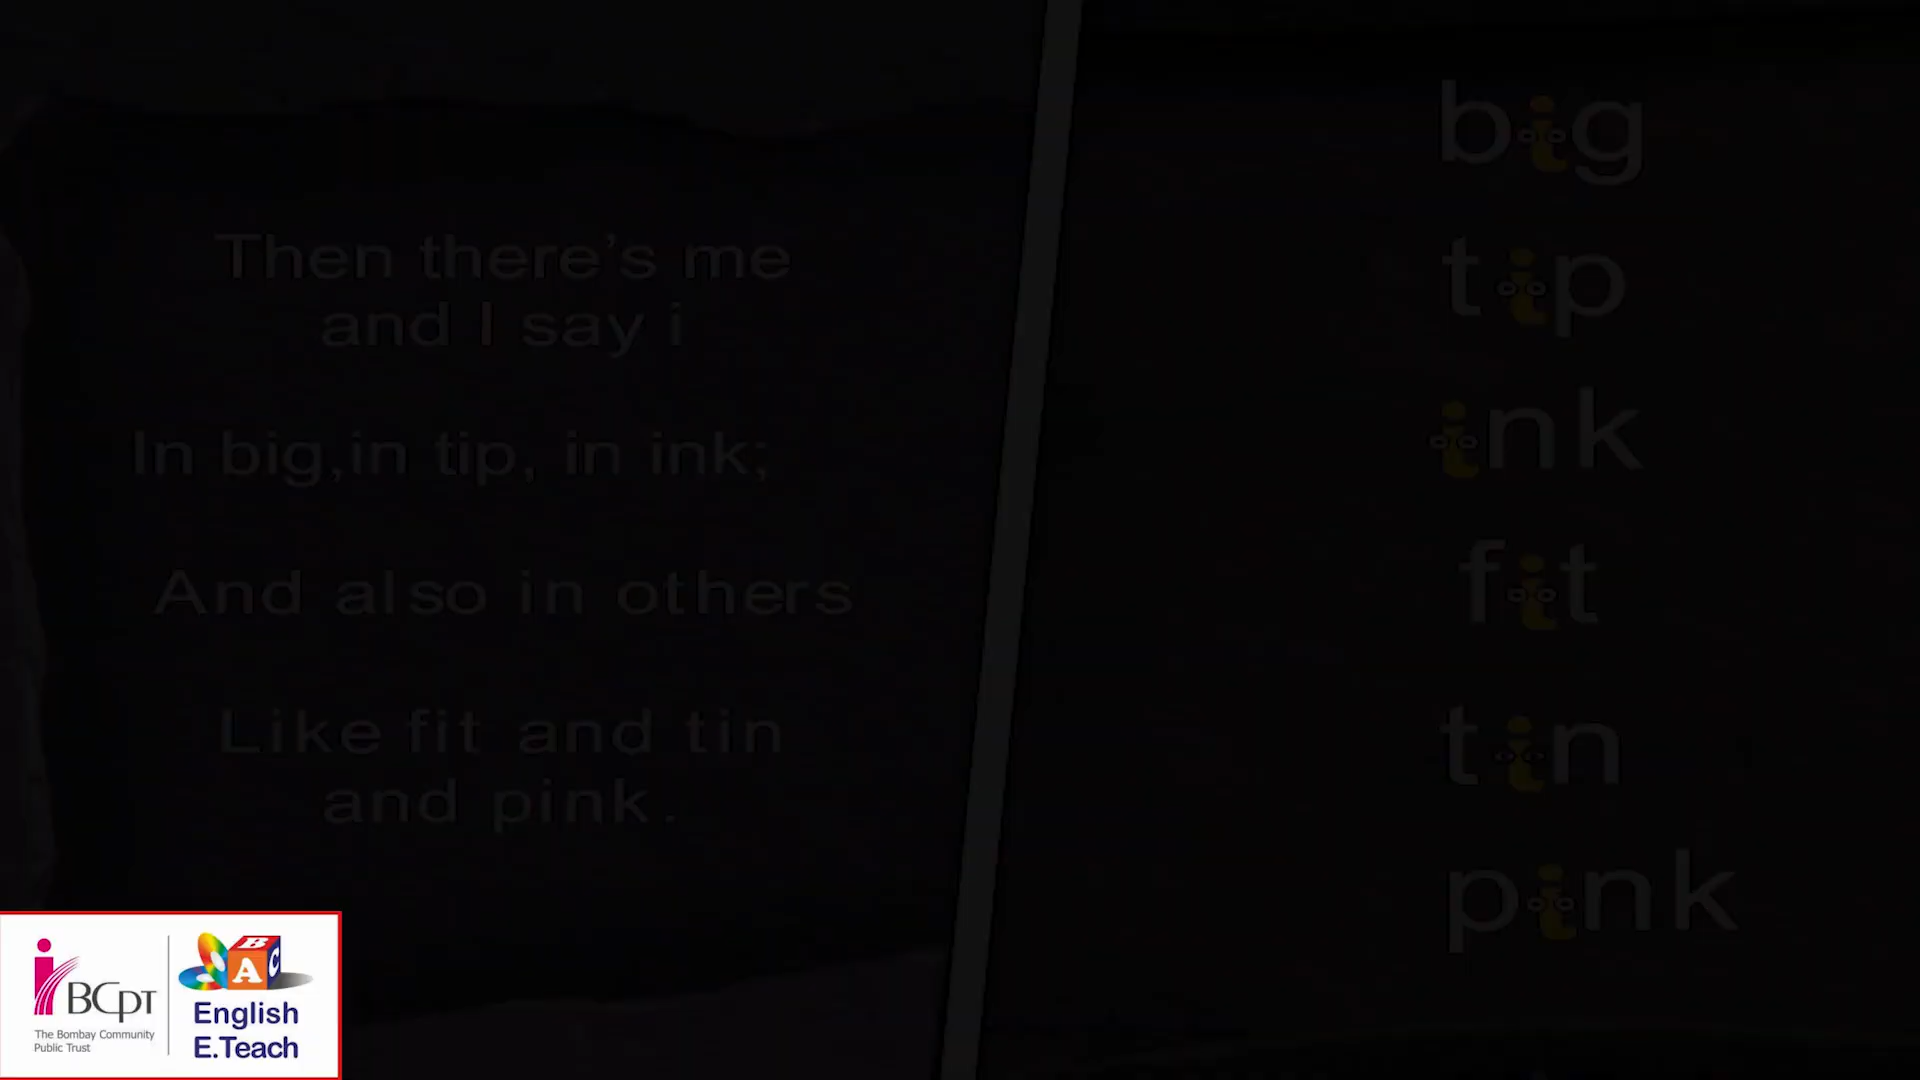 Then there's me
and I say i
In big,in tip, in ink;
And also in others
Like fit and tin
and pink.
big
tip
ink
fit
tin
pink
BCPT
The Bombay Community
Public Trust
A B C
English
E.Teach